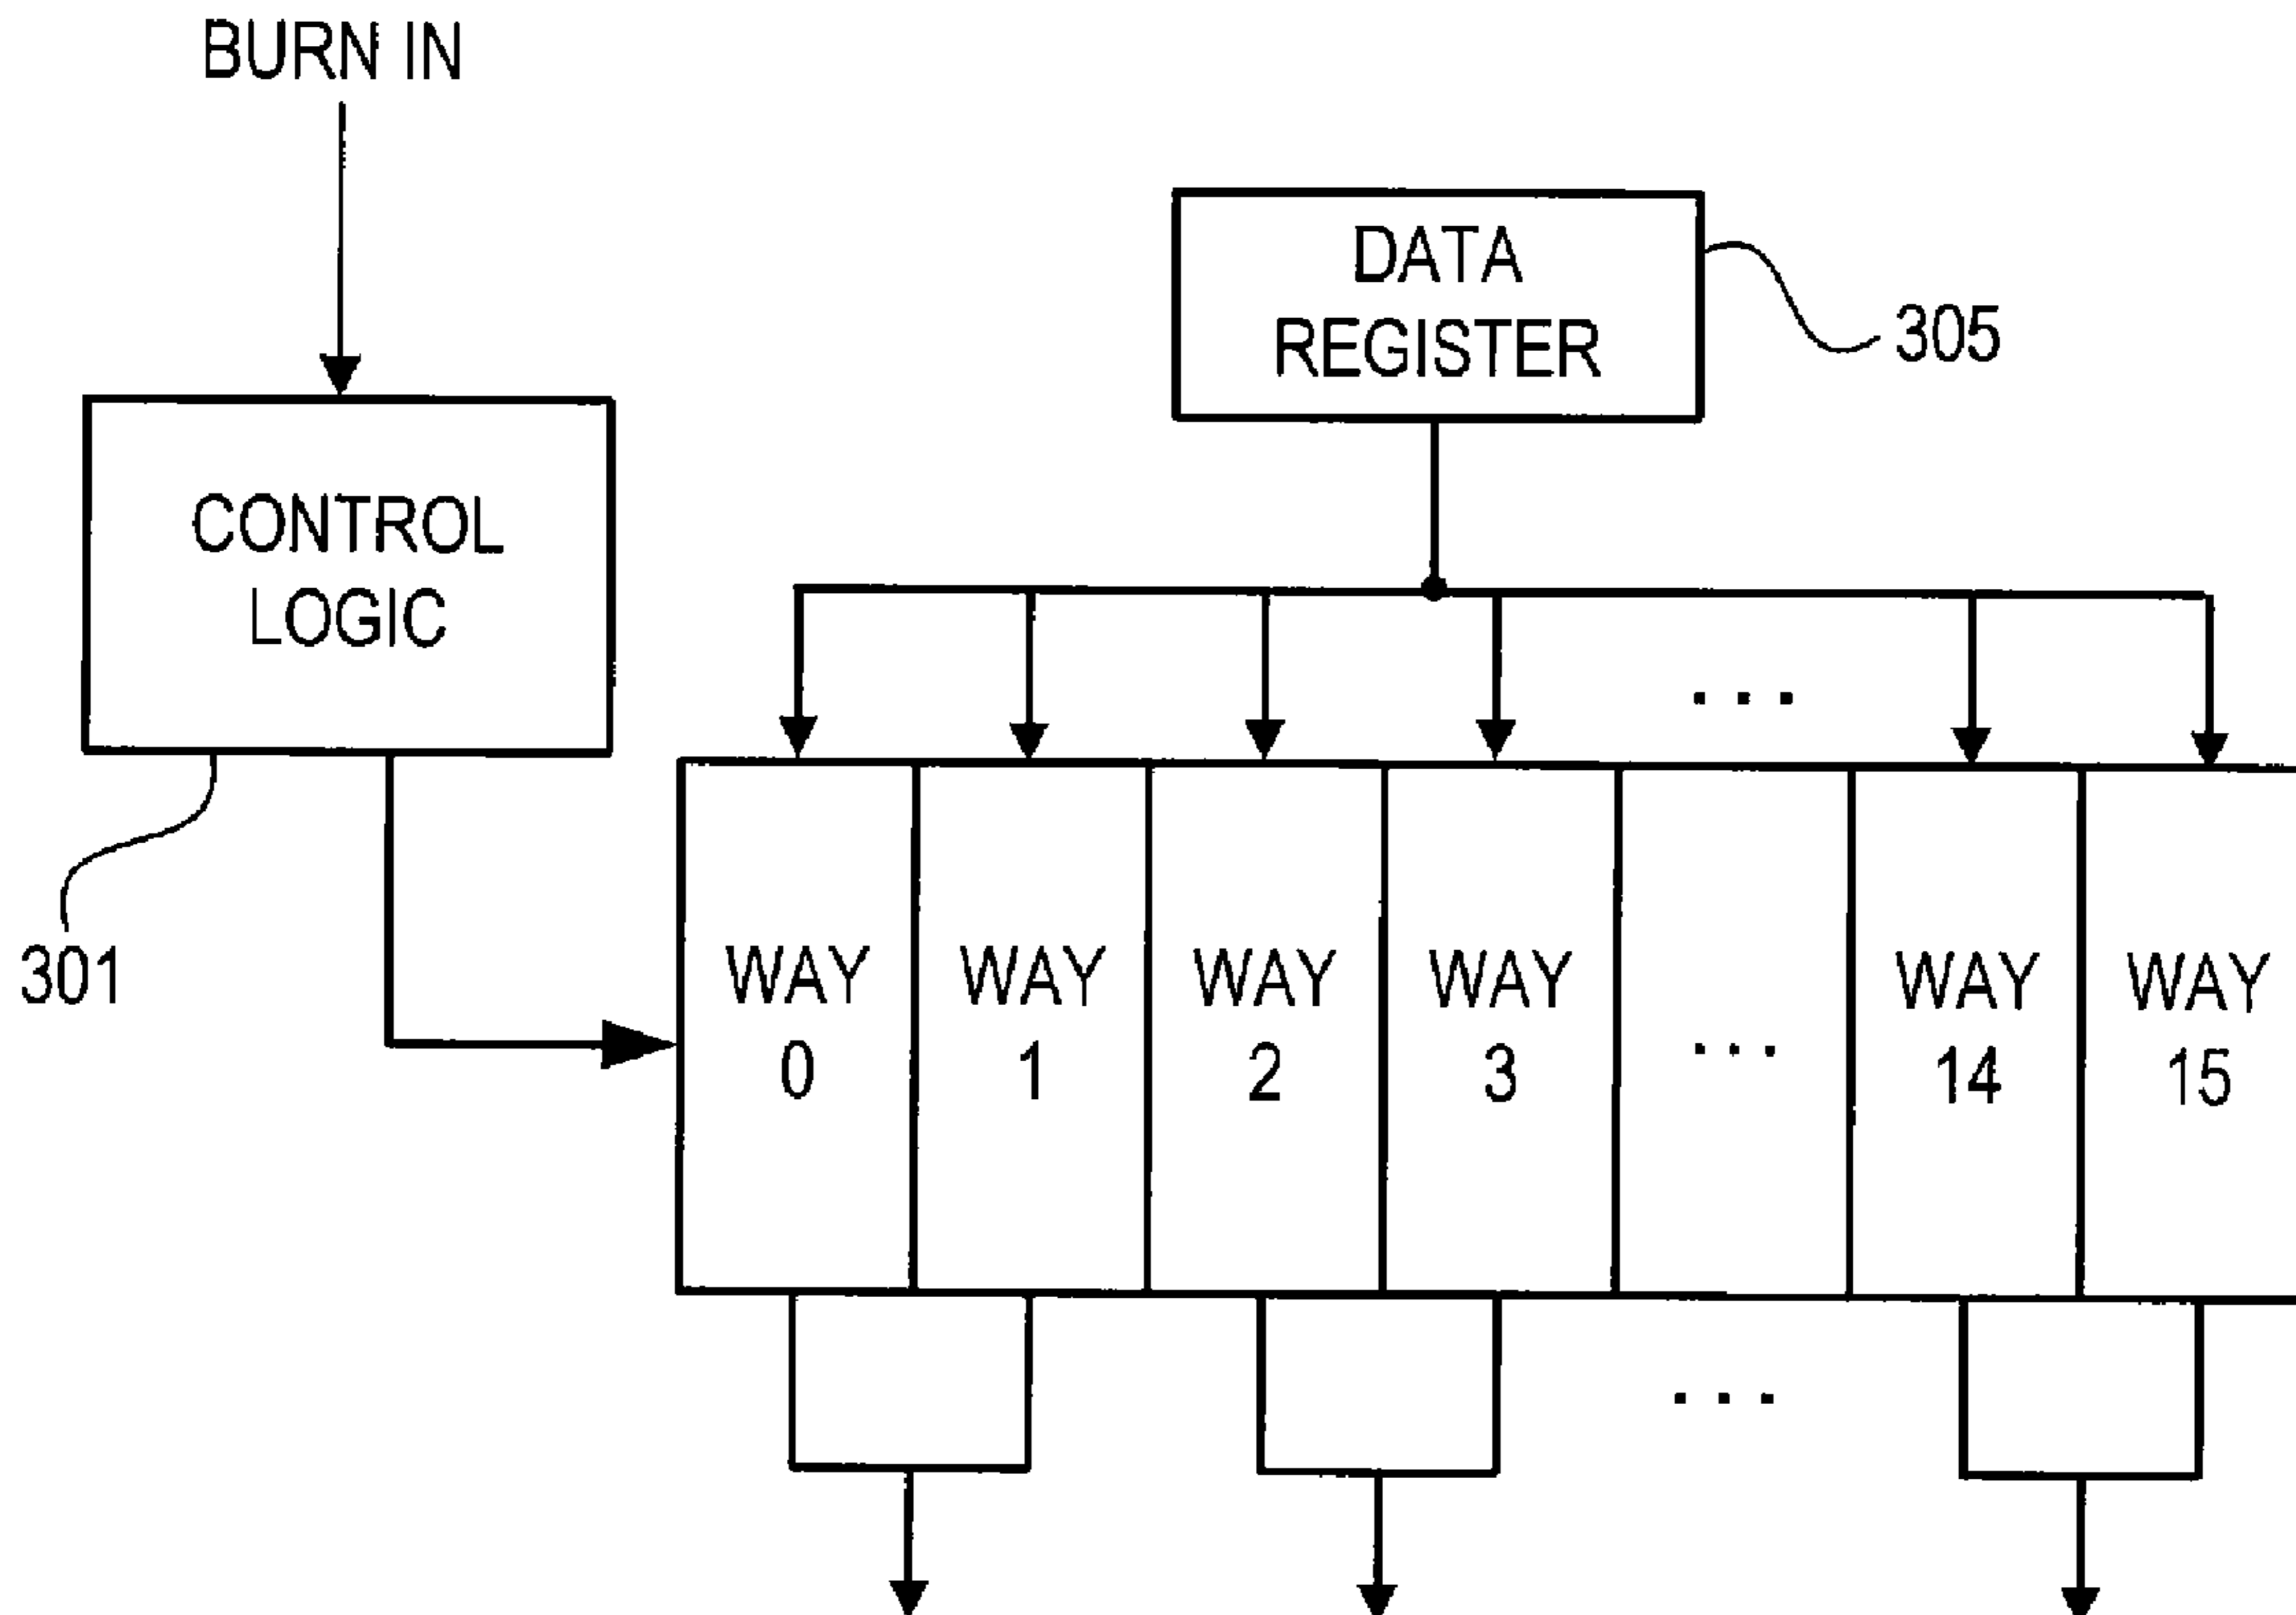 BURN IN
DATA
REGISTER
305
CONTROL
LOGIC
301
...
WAY
0
WAY
1
WAY
2
WAY
3
...
WAY
14
WAY
15
...